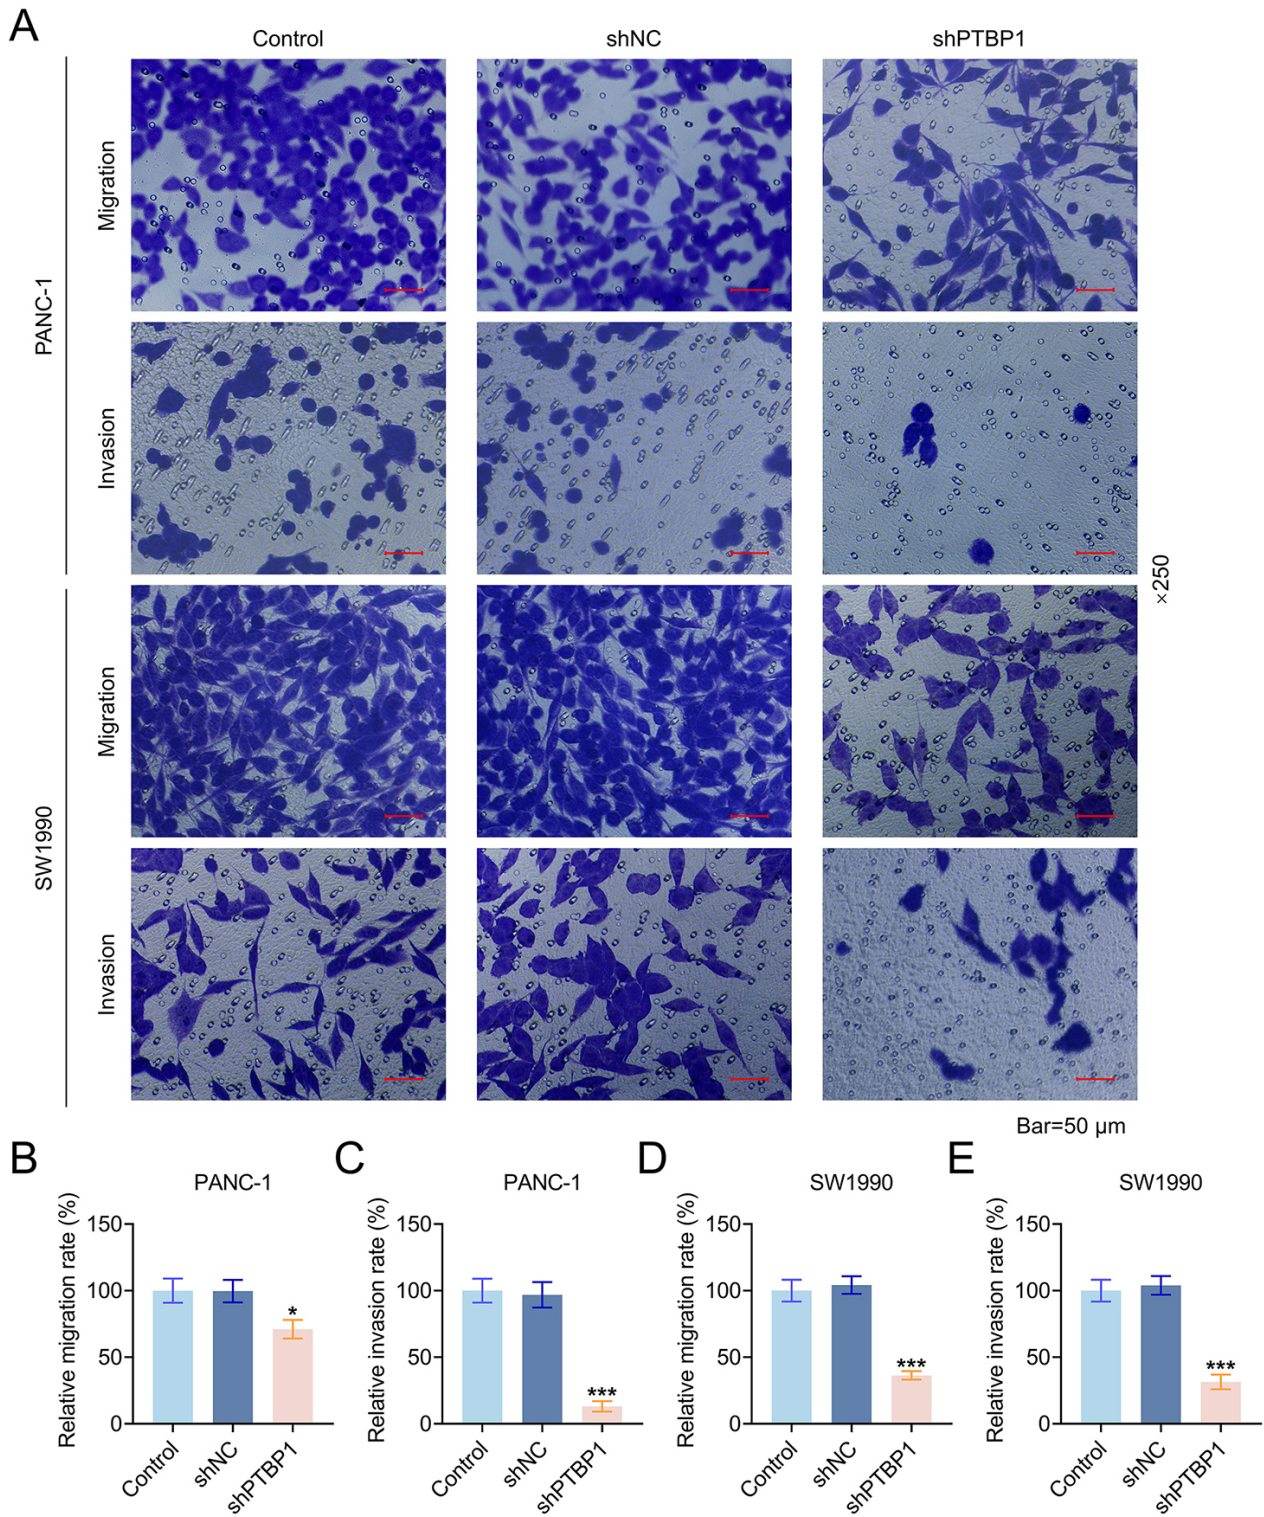 A
Control shNC shPTBP1
PANC-1
Migration
Invasion
SW1990
Migration
Invasion
×250
Bar=50 μm
B
PANC-1
Relative migration rate (%)
150
100
50
0
*
Control shNC shPTBP1
C
PANC-1
Relative invasion rate (%)
150
100
50
0
***
Control shNC shPTBP1
D
SW1990
Relative migration rate (%)
150
100
50
0
***
Control shNC shPTBP1
E
SW1990
Relative invasion rate (%)
150
100
50
0
***
Control shNC shPTBP1